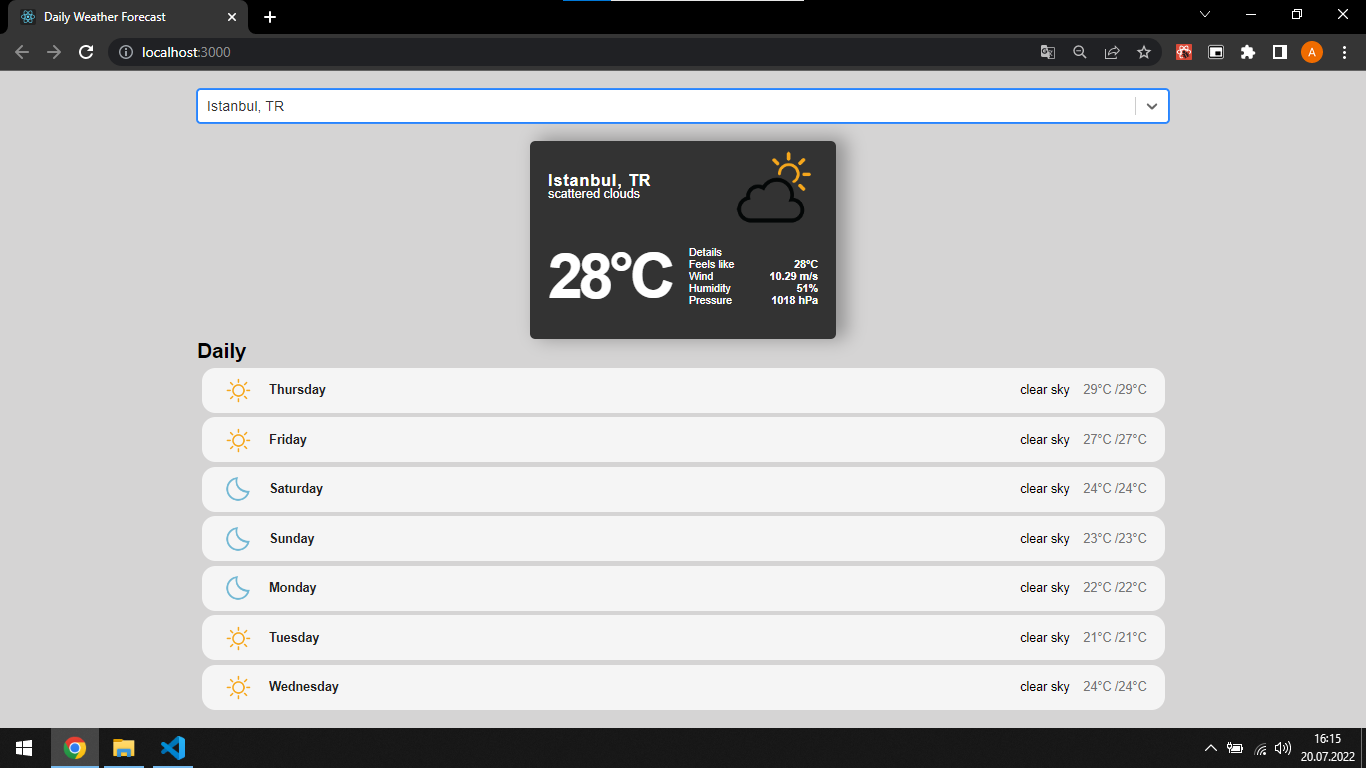 Daily Weather Forecast
localhost:3000
A
Istanbul, TR
Istanbul, TR
scattered clouds
28°C
Details
Feels like 28°C
Wind 10.29 m/s
Humidity 51%
Pressure 1018 hPa
Daily
Thursday clear sky 29°C /29°C
Friday clear sky 27°C /27°C
Saturday clear sky 24°C /24°C
Sunday clear sky 23°C /23°C
Monday clear sky 22°C /22°C
Tuesday clear sky 21°C /21°C
Wednesday clear sky 24°C /24°C
16:15
20.07.2022